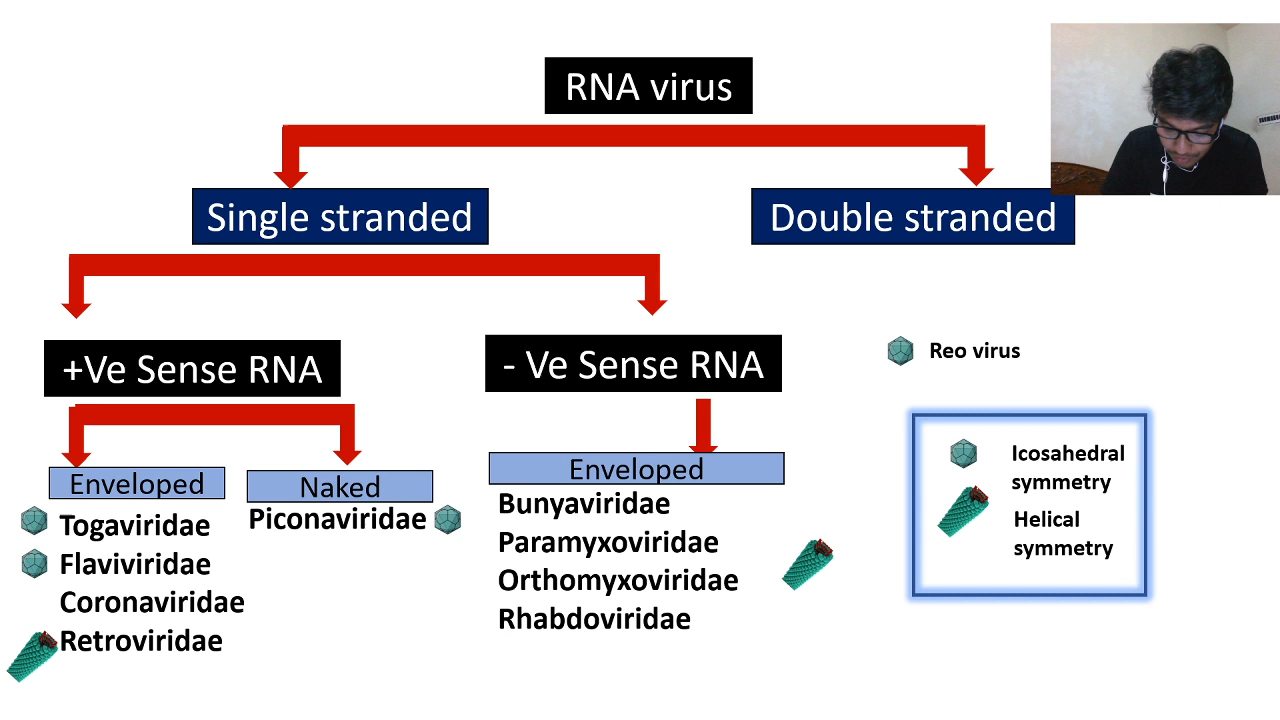 RNA virus
Single stranded
Double stranded
+Ve Sense RNA
- Ve Sense RNA
Reo virus
Enveloped
Naked
Enveloped
Togaviridae
Flaviviridae
Coronaviridae
Retroviridae
Piconaviridae
Bunyaviridae
Paramyxoviridae
Orthomyxoviridae
Rhabdoviridae
Icosahedral
symmetry
Helical
symmetry